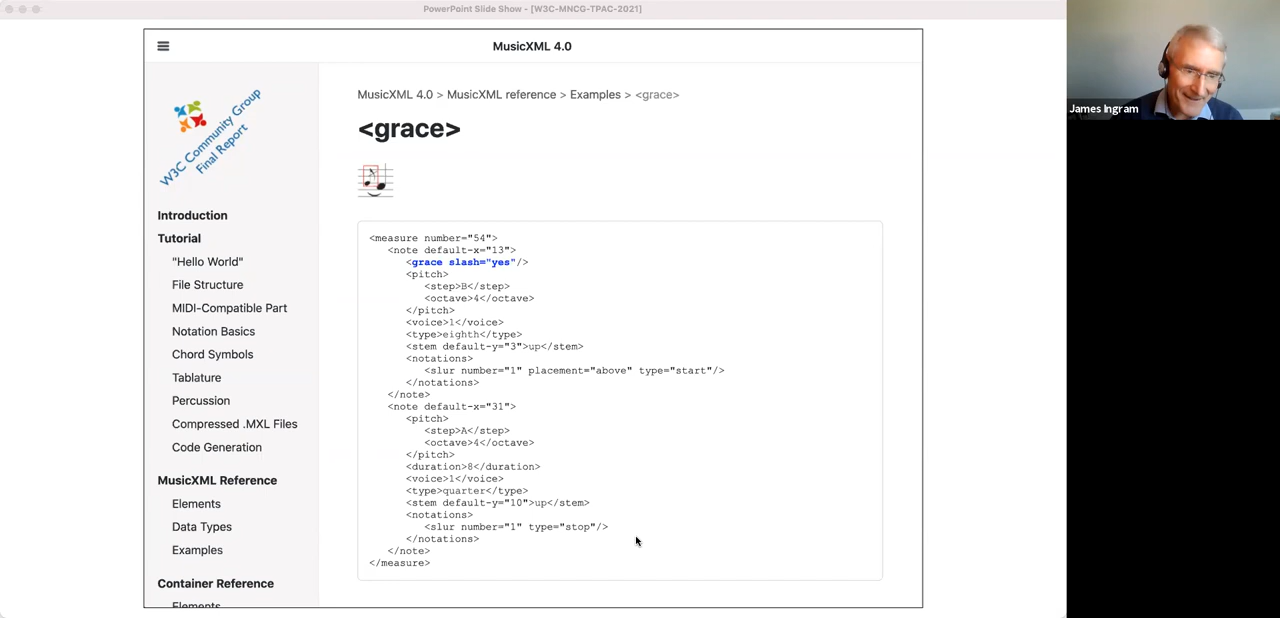 PowerPoint Slide Show - [W3C-MNCG-TPAC-2021]
MusicXML 4.0
W3C Community Group
Final Report
Introduction
Tutorial
"Hello World"
File Structure
MIDI-Compatible Part
Notation Basics
Chord Symbols
Tablature
Percussion
Compressed .MXL Files
Code Generation
MusicXML Reference
Elements
Data Types
Examples
Container Reference
Elements
MusicXML 4.0 > MusicXML reference > Examples > <grace>
<grace>
<measure number="54">
<note default-x="13">
<grace slash="yes"/>
<pitch>
<step>B</step>
<octave>4</octave>
</pitch>
<voice>1</voice>
<type>eighth</type>
<stem default-y="3">up</stem>
<notations>
<slur number="1" placement="above" type="start"/>
</notations>
</note>
<note default-x="31">
<pitch>
<step>A</step>
<octave>4</octave>
</pitch>
<duration>8</duration>
<voice>1</voice>
<type>quarter</type>
<stem default-y="10">up</stem>
<notations>
<slur number="1" type="stop"/>
</notations>
</note>
</measure>
James Ingram